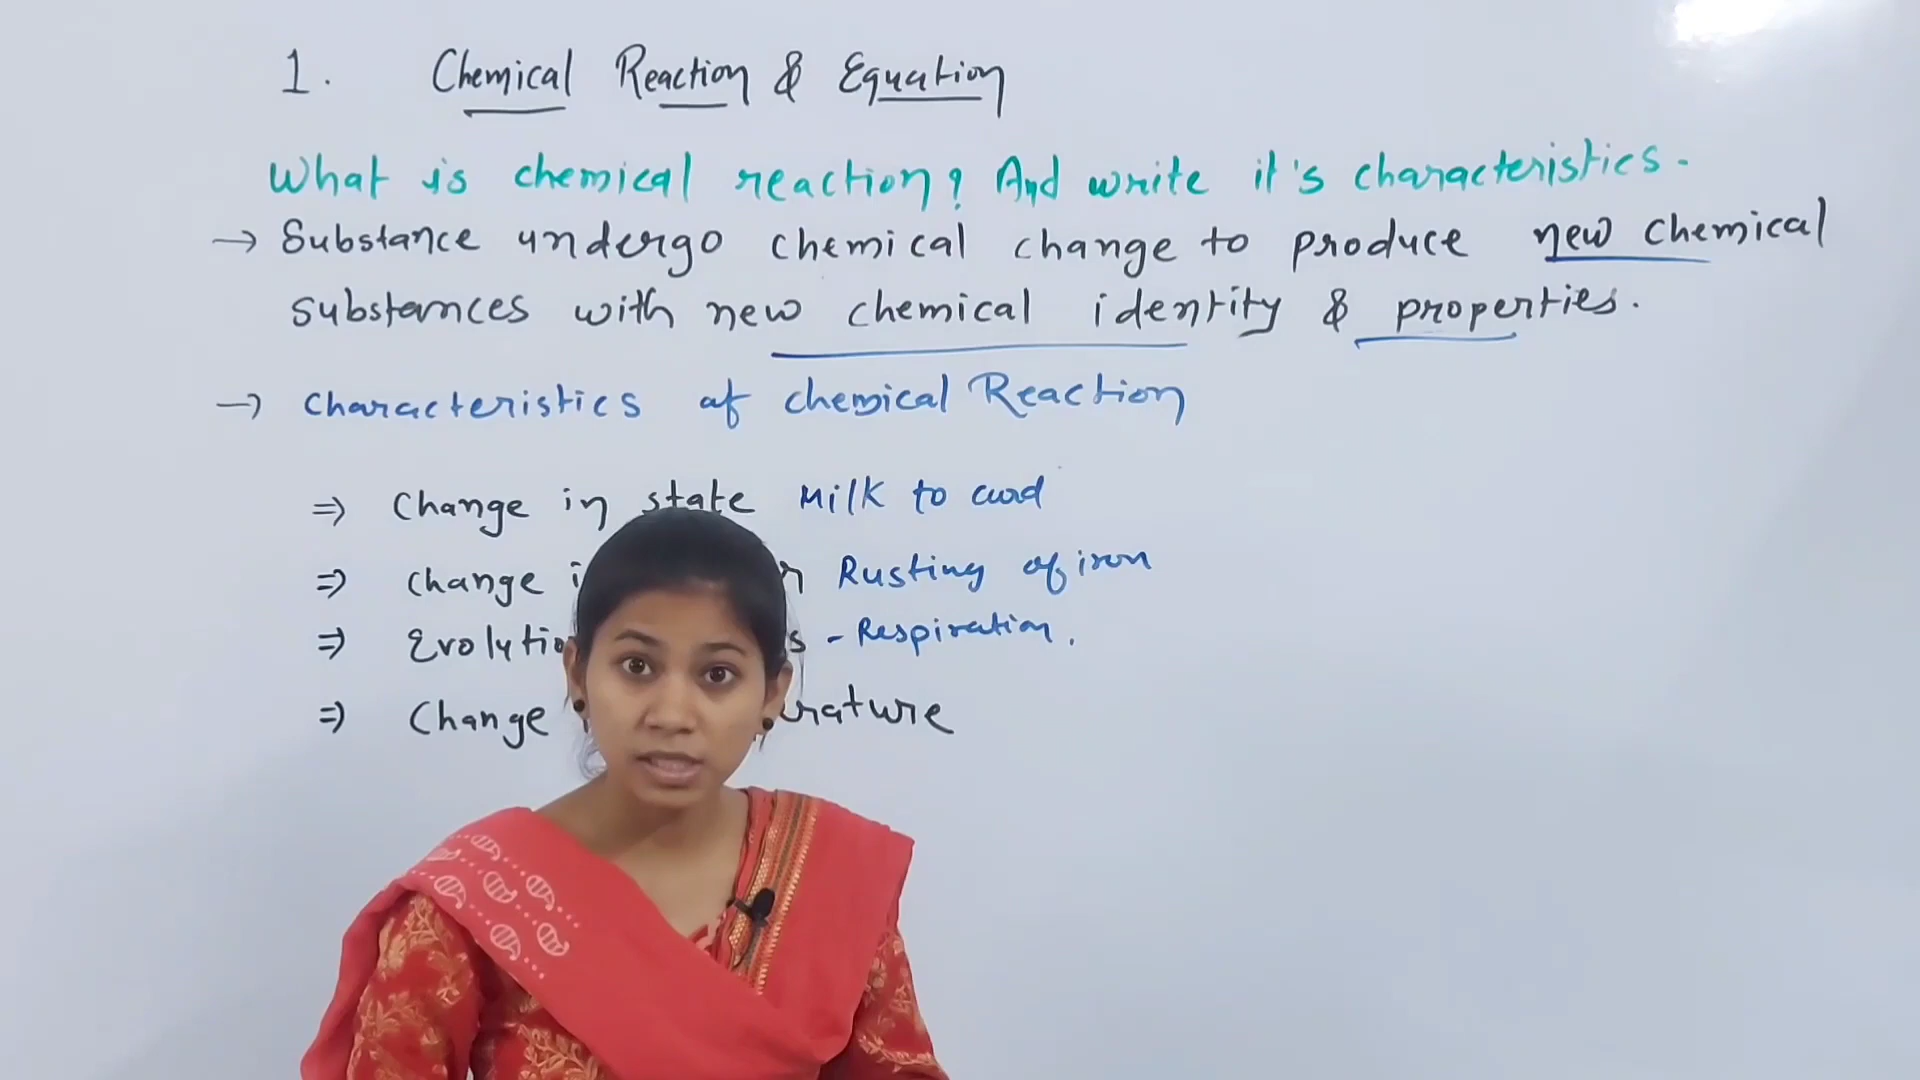 1. Chemical Reaction & Equation
What is chemical reaction? And write it's characteristics.
→ Substance undergo chemical change to produce new chemical
substances with new chemical identity & properties.
→ Characteristics of chemical Reaction
⇒ Change in state Milk to curd
⇒ change Rusting of iron
⇒ - Respiration.
⇒ Change